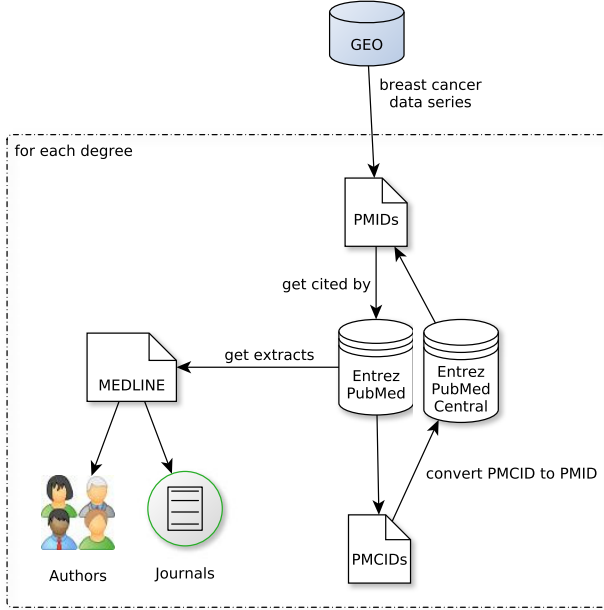 GEO
breast cancer
data series
for each degree
PMIDs
get cited by
get extracts
MEDLINE
Entrez
PubMed
Entrez
PubMed
Central
convert PMCID to PMID
PMCIDs
Authors
Journals